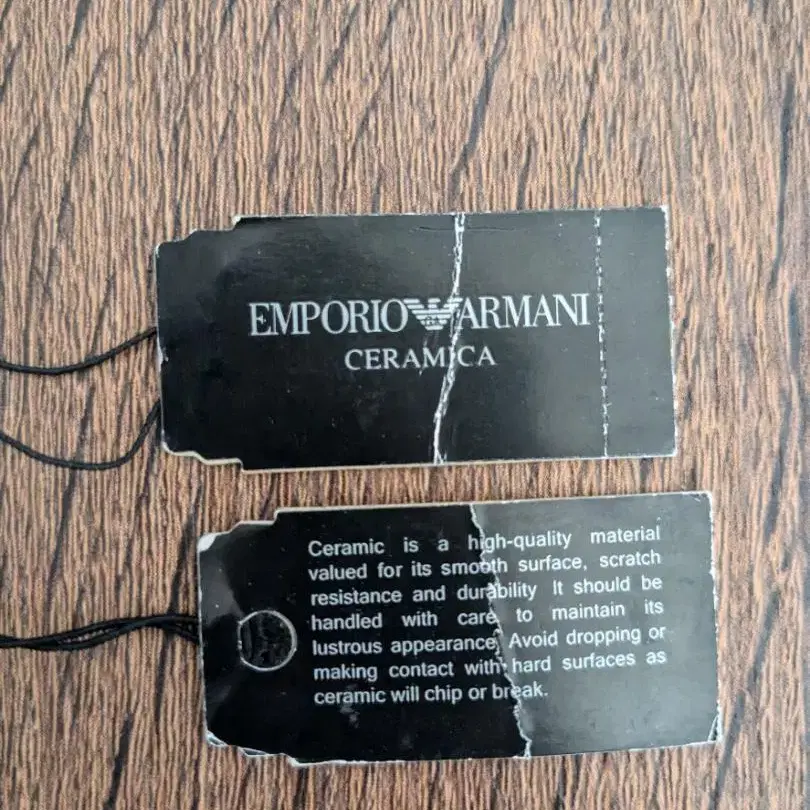 EMPORIO ARMANI
CERAMICA
Ceramic is a high-quality material
valued for its smooth surface, scratch
resistance and durability It should be
handled with care to maintain its
lustrous appearance. Avoid dropping or
making contact with hard surfaces as
ceramic will chip or break.